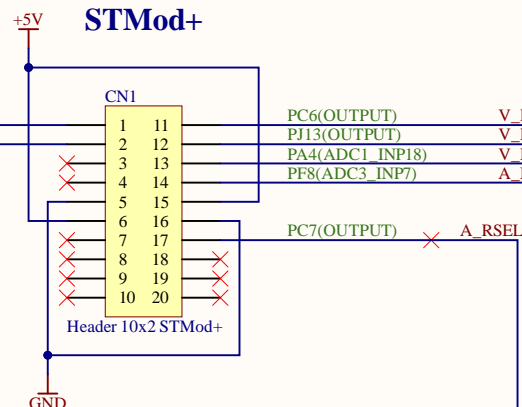 STMod+
+5V
CN1
1 11 PC6(OUTPUT)
2 12 PJ13(OUTPUT)
3 13 PA4(ADC1_INP18)
4 14 PF8(ADC3_INP7)
5 15
6 16
7 17 PC7(OUTPUT) A_RSEL
8 18
9 19
10 20
Header 10x2 STMod+
GND